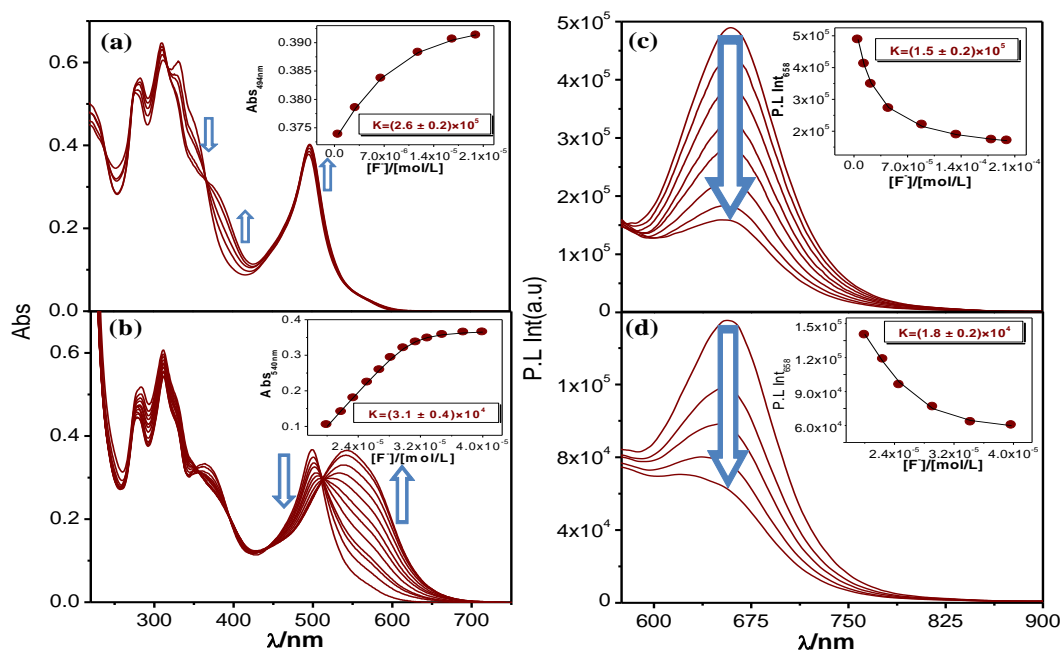 (a)
Abs494nm
0.390
0.385
0.380
0.375
K=(2.6 ± 0.2)×10⁵
7.0x10⁻⁶ 1.4x10⁻⁵ 2.1x10⁻⁵
[F⁻]/[mol/L]
0.6
0.4
0.2
0.0
(b)
Abs540nm
0.4
0.3
0.2
0.1
K=(3.1 ± 0.4)×10⁴
2.4x10⁻⁵ 3.2x10⁻⁵ 4.0x10⁻⁵
[F⁻]/[mol/L]
0.6
0.4
0.2
0.0
Abs
300 400 500 600 700
λ/nm
(c)
P.L Int658
5x10⁵
4x10⁵
3x10⁵
2x10⁵
K=(1.5 ± 0.2)×10⁵
0.0 7.0x10⁻⁵ 1.4x10⁻⁴ 2.1x10⁻⁴
[F⁻]/[mol/L]
5x10⁵
4x10⁵
3x10⁵
2x10⁵
1x10⁵
0
(d)
P.L Int658
1.5x10⁵
1.2x10⁵
9.0x10⁴
6.0x10⁴
K=(1.8 ± 0.2)×10⁴
2.4x10⁻⁵ 3.2x10⁻⁵ 4.0x10⁻⁵
[F⁻]/[mol/L]
1x10⁵
8x10⁴
4x10⁴
0
P.L Int(a.u)
600 675 750 825 900
λ/nm